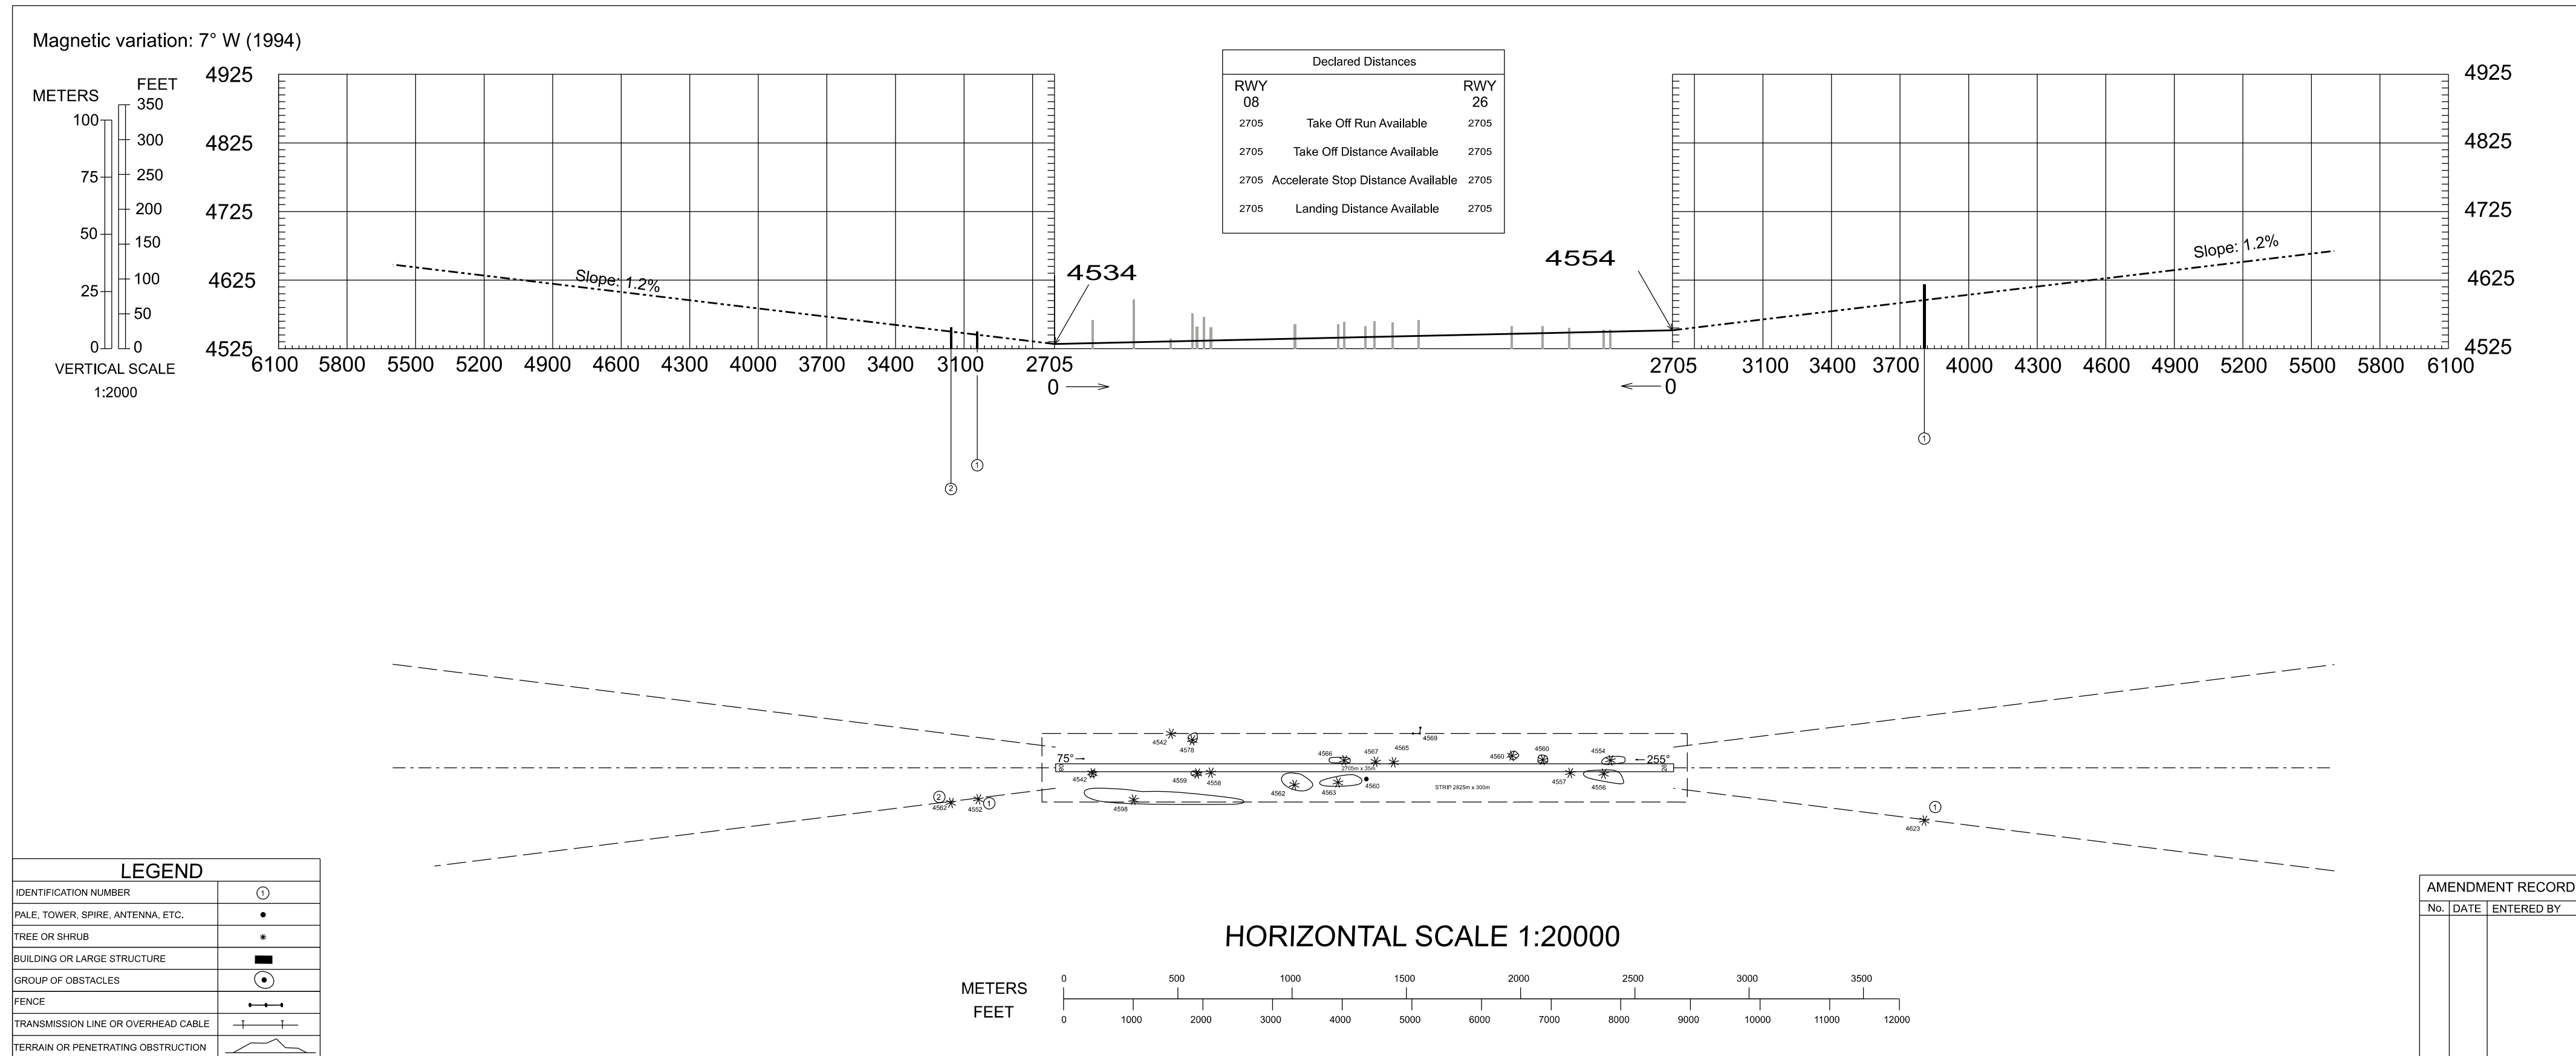 Magnetic variation: 7° W (1994)
METERS FEET
350
100 300
250
75 200
150
50 100
25 50
0 0
VERTICAL SCALE
1:2000
4925
4825
4725
4625
4525
Slope: 1.2%
6100 5800 5500 5200 4900 4600 4300 4000 3700 3400 3100 2705
0
4534
2
1
Declared Distances
RWY RWY
08 26
2705 Take Off Run Available 2705
2705 Take Off Distance Available 2705
2705 Accelerate Stop Distance Available 2705
2705 Landing Distance Available 2705
4554
4925
4825
4725
4625
4525
Slope: 1.2%
2705 3100 3400 3700 4000 4300 4600 4900 5200 5500 5800 6100
0
1
4542 4578 4566 4567 4565 4569 4560 4560 4554
75° 255°
08 2705m x 35m 26
4542 4559 4558 4562 4563 4560 4557 4556
STRIP 2825m x 300m
2 4562 4552 1 4598
1
4623
LEGEND
IDENTIFICATION NUMBER 1
PALE, TOWER, SPIRE, ANTENNA, ETC.
TREE OR SHRUB
BUILDING OR LARGE STRUCTURE
GROUP OF OBSTACLES
FENCE
TRANSMISSION LINE OR OVERHEAD CABLE
TERRAIN OR PENETRATING OBSTRUCTION
HORIZONTAL SCALE 1:20000
METERS 0 500 1000 1500 2000 2500 3000 3500
FEET 0 1000 2000 3000 4000 5000 6000 7000 8000 9000 10000 11000 12000
AMENDMENT RECORD
No. DATE ENTERED BY